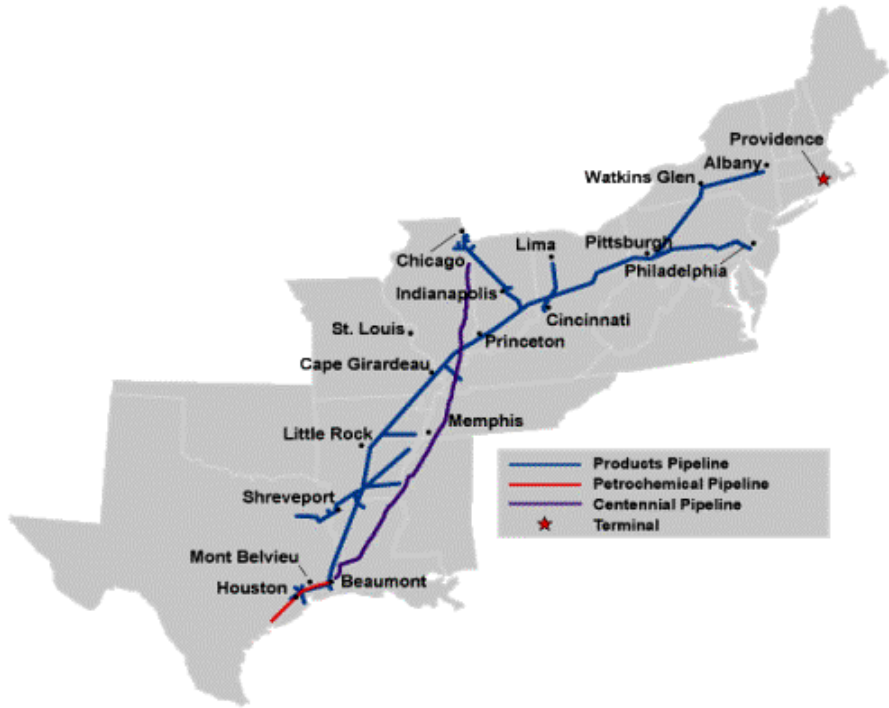 Providence
Albany
Watkins Glen
Pittsburgh
Philadelphia
Lima
Chicago
Indianapolis
Cincinnati
St. Louis
Princeton
Cape Girardeau
Memphis
Little Rock
Shreveport
Mont Belvieu
Houston
Beaumont
Products Pipeline
Petrochemical Pipeline
Centennial Pipeline
Terminal